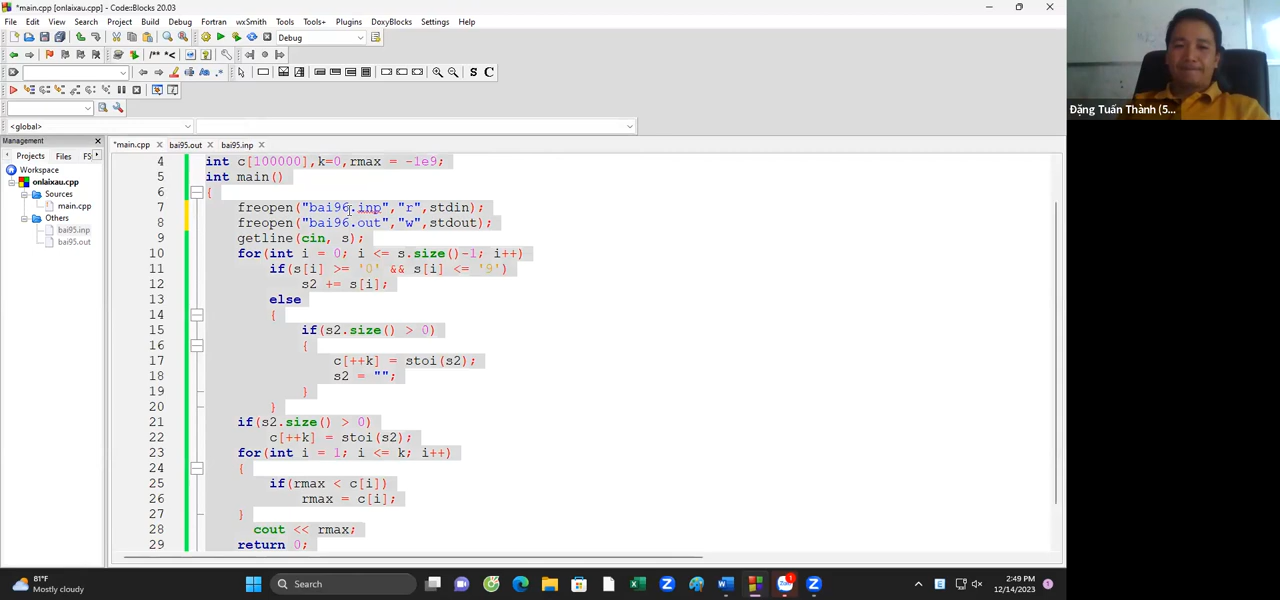 *main.cpp [onlaixau.cpp] - Code::Blocks 20.03
File Edit View Search Project Build Debug Fortran wxSmith Tools Tools+ Plugins DoxyBlocks Settings Help
Debug
/** *<
S C
<global>
Management
Projects Files FS
*main.cpp bai95.out bai95.inp
Workspace
onlaixau.cpp
Sources
main.cpp
Others
bai95.inp
bai95.out
4 int c[100000],k=0,rmax = -1e9;
5 int main()
6 {
7 freopen("bai96.inp","r",stdin);
8 freopen("bai96.out","w",stdout);
9 getline(cin, s);
10 for(int i = 0; i <= s.size()-1; i++)
11 if(s[i] >= '0' && s[i] <= '9')
12 s2 += s[i];
13 else
14 {
15 if(s2.size() > 0)
16 {
17 c[++k] = stoi(s2);
18 s2 = "";
19 }
20 }
21 if(s2.size() > 0)
22 c[++k] = stoi(s2);
23 for(int i = 1; i <= k; i++)
24 {
25 if(rmax < c[i])
26 rmax = c[i];
27 }
28 cout << rmax;
29 return 0;
Đặng Tuấn Thành (5...
81°F
Mostly cloudy
Search
1
2:49 PM
12/14/2023
1